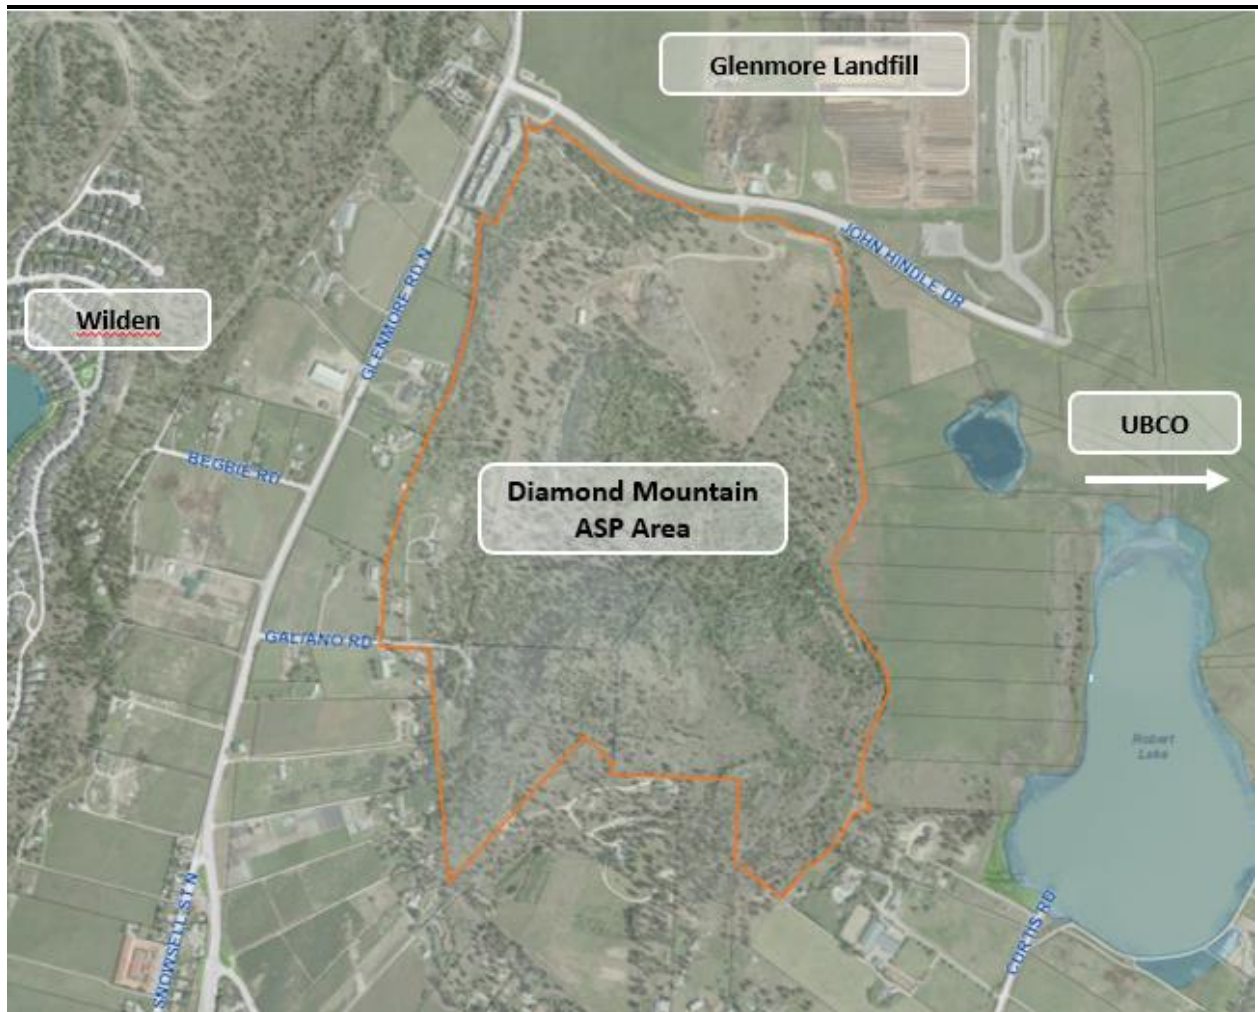 Glenmore Landfill
JOHN HINDLE DR
GLENMORE RD N
Wilden
UBCO
BEGBIE RD
Diamond Mountain
ASP Area
GALIANO RD
Robert
Lake
SNOWSELL ST N
CURTIS RD